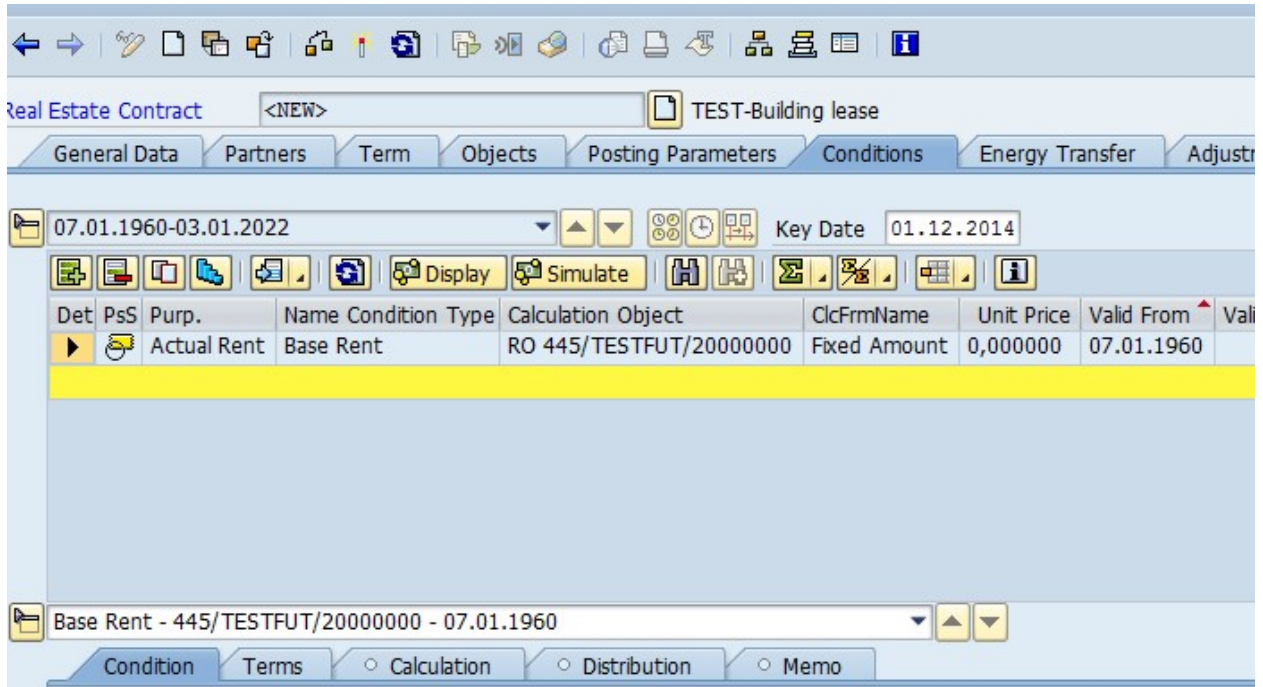 Real Estate Contract <NEW> TEST-Building lease
General Data Partners Term Objects Posting Parameters Conditions Energy Transfer Adjustr
07.01.1960-03.01.2022 Key Date 01.12.2014
Display Simulate
Det PsS Purp. Name Condition Type Calculation Object ClcFrmName Unit Price Valid From Vali
Actual Rent Base Rent RO 445/TESTFUT/20000000 Fixed Amount 0,000000 07.01.1960
Base Rent - 445/TESTFUT/20000000 - 07.01.1960
Condition Terms Calculation Distribution Memo